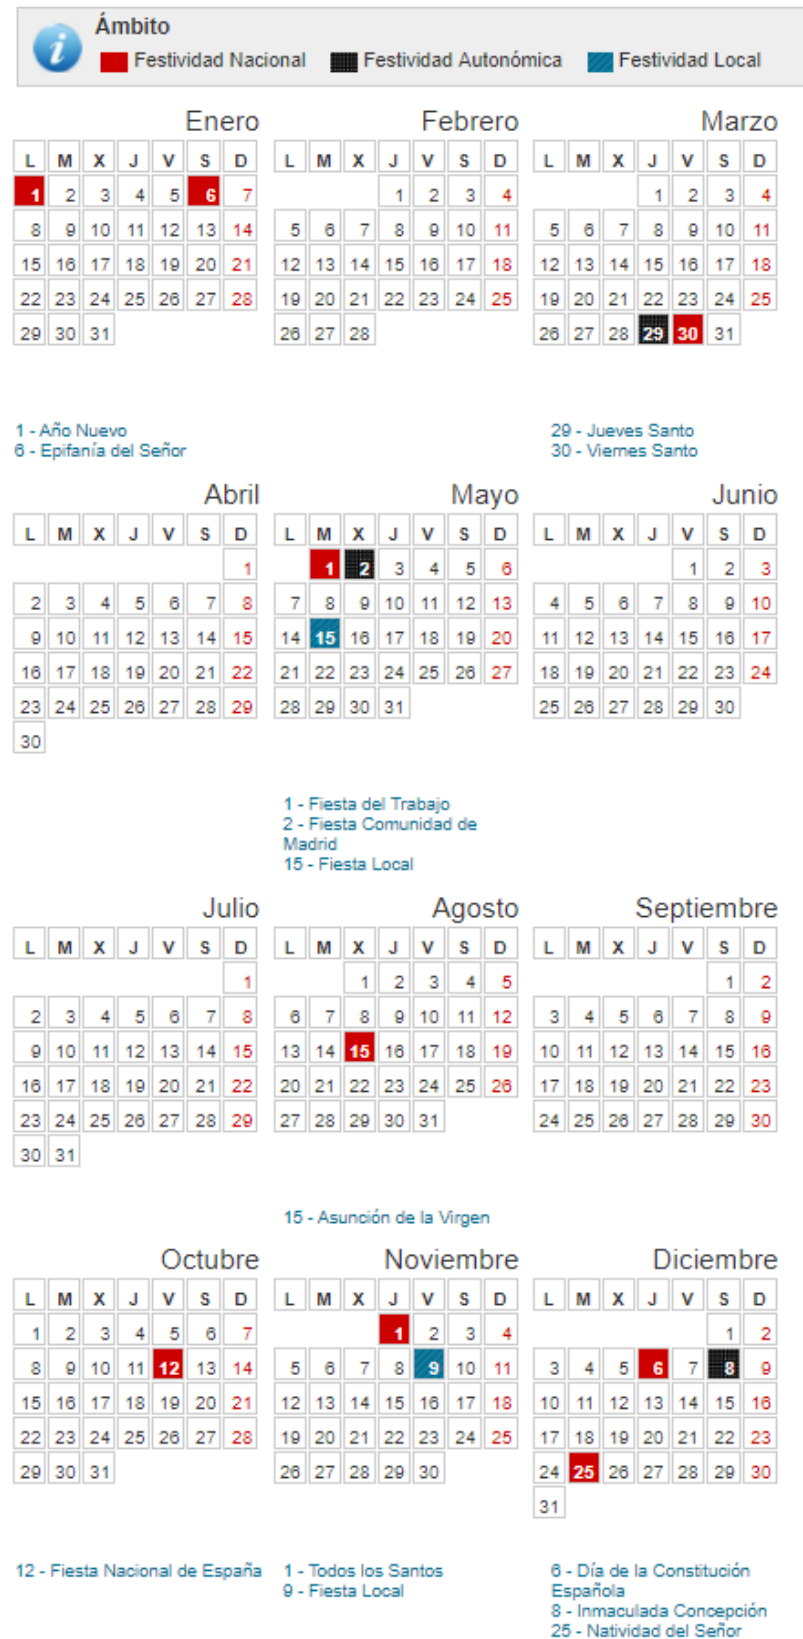 Ámbito
Festividad Nacional Festividad Autonómica Festividad Local
Enero Febrero Marzo
L M X J V S D L M X J V S D L M X J V S D
1 2 3 4 5 6 7 1 2 3 4 1 2 3 4
8 9 10 11 12 13 14 5 6 7 8 9 10 11 5 6 7 8 9 10 11
15 16 17 18 19 20 21 12 13 14 15 16 17 18 12 13 14 15 16 17 18
22 23 24 25 26 27 28 19 20 21 22 23 24 25 19 20 21 22 23 24 25
29 30 31 26 27 28 26 27 28 29 30 31
1 - Año Nuevo 29 - Jueves Santo
6 - Epifanía del Señor 30 - Viernes Santo
Abril Mayo Junio
L M X J V S D L M X J V S D L M X J V S D
1 1 2 3 4 5 6 1 2 3
2 3 4 5 6 7 8 7 8 9 10 11 12 13 4 5 6 7 8 9 10
9 10 11 12 13 14 15 14 15 16 17 18 19 20 11 12 13 14 15 16 17
16 17 18 19 20 21 22 21 22 23 24 25 26 27 18 19 20 21 22 23 24
23 24 25 26 27 28 29 28 29 30 31 25 26 27 28 29 30
30
1 - Fiesta del Trabajo
2 - Fiesta Comunidad de
Madrid
15 - Fiesta Local
Julio Agosto Septiembre
L M X J V S D L M X J V S D L M X J V S D
1 1 2 3 4 5 1 2
2 3 4 5 6 7 8 6 7 8 9 10 11 12 3 4 5 6 7 8 9
9 10 11 12 13 14 15 13 14 15 16 17 18 19 10 11 12 13 14 15 16
16 17 18 19 20 21 22 20 21 22 23 24 25 26 17 18 19 20 21 22 23
23 24 25 26 27 28 29 27 28 29 30 31 24 25 26 27 28 29 30
30 31
15 - Asunción de la Virgen
Octubre Noviembre Diciembre
L M X J V S D L M X J V S D L M X J V S D
1 2 3 4 5 6 7 1 2 3 4 1 2
8 9 10 11 12 13 14 5 6 7 8 9 10 11 3 4 5 6 7 8 9
15 16 17 18 19 20 21 12 13 14 15 16 17 18 10 11 12 13 14 15 16
22 23 24 25 26 27 28 19 20 21 22 23 24 25 17 18 19 20 21 22 23
29 30 31 26 27 28 29 30 24 25 26 27 28 29 30
31
12 - Fiesta Nacional de España 1 - Todos los Santos 6 - Día de la Constitución
9 - Fiesta Local Española
8 - Inmaculada Concepción
25 - Natividad del Señor